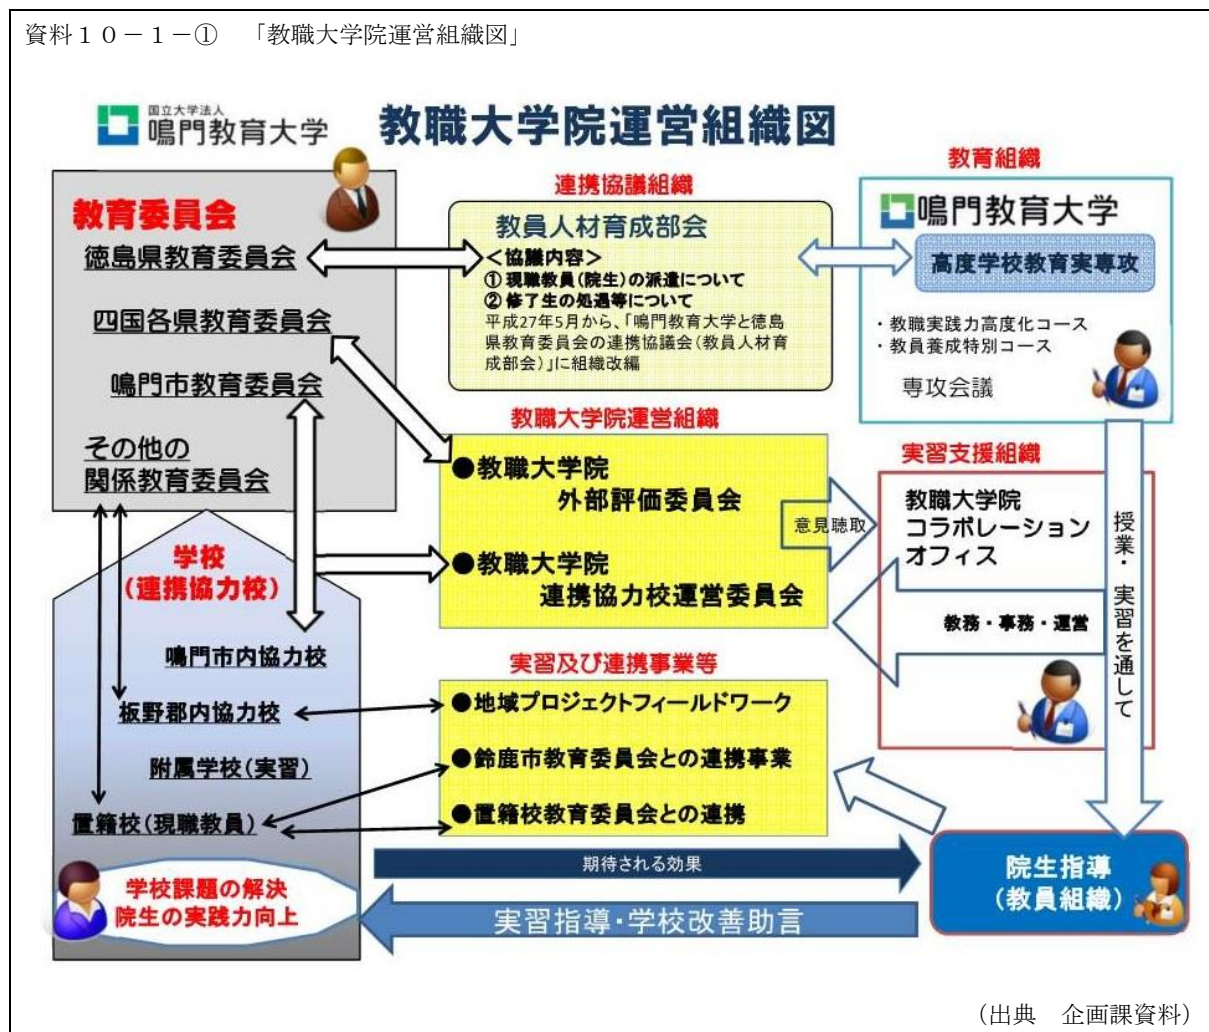 資料10-1-① 「教職大学院運営組織図」
国立大学法人
鳴門教育大学
教職大学院運営組織図
教育委員会
徳島県教育委員会
四国各県教育委員会
鳴門市教育委員会
その他の
関係教育委員会
連携協議組織
教員人材育成部会
<協議内容>
①現職教員(院生)の派遣について
②修了生の処遇等について
平成27年5月から、「鳴門教育大学と徳島
県教育委員会の連携協議会(教員人材育
成部会)」に組織改編
教育組織
鳴門教育大学
高度学校教育実専攻
・教職実践力高度化コース
・教員養成特別コース
専攻会議
教職大学院運営組織
●教職大学院
外部評価委員会
●教職大学院
連携協力校運営委員会
意見聴取
実習支援組織
教職大学院
コラボレーション
オフィス
教務・事務・運営
授業・実習を通して
学校
(連携協力校)
鳴門市内協力校
板野郡内協力校
附属学校(実習)
置籍校(現職教員)
学校課題の解決
院生の実践力向上
実習及び連携事業等
●地域プロジェクトフィールドワーク
●鈴鹿市教育委員会との連携事業
●置籍校教育委員会との連携
期待される効果
実習指導・学校改善助言
院生指導
(教員組織)
(出典 企画課資料)